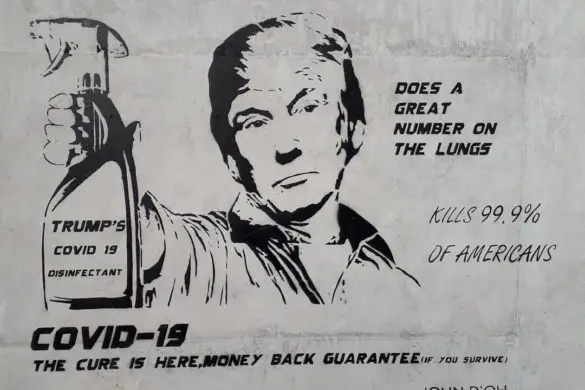 DOES A
GREAT
NUMBER ON
THE LUNGS
KILLS 99.9%
OF AMERICANS
TRUMP'S
COVID 19
DISINFECTANT
COVID-19
THE CURE IS HERE,MONEY BACK GUARANTEE(IF YOU SURVIVE)